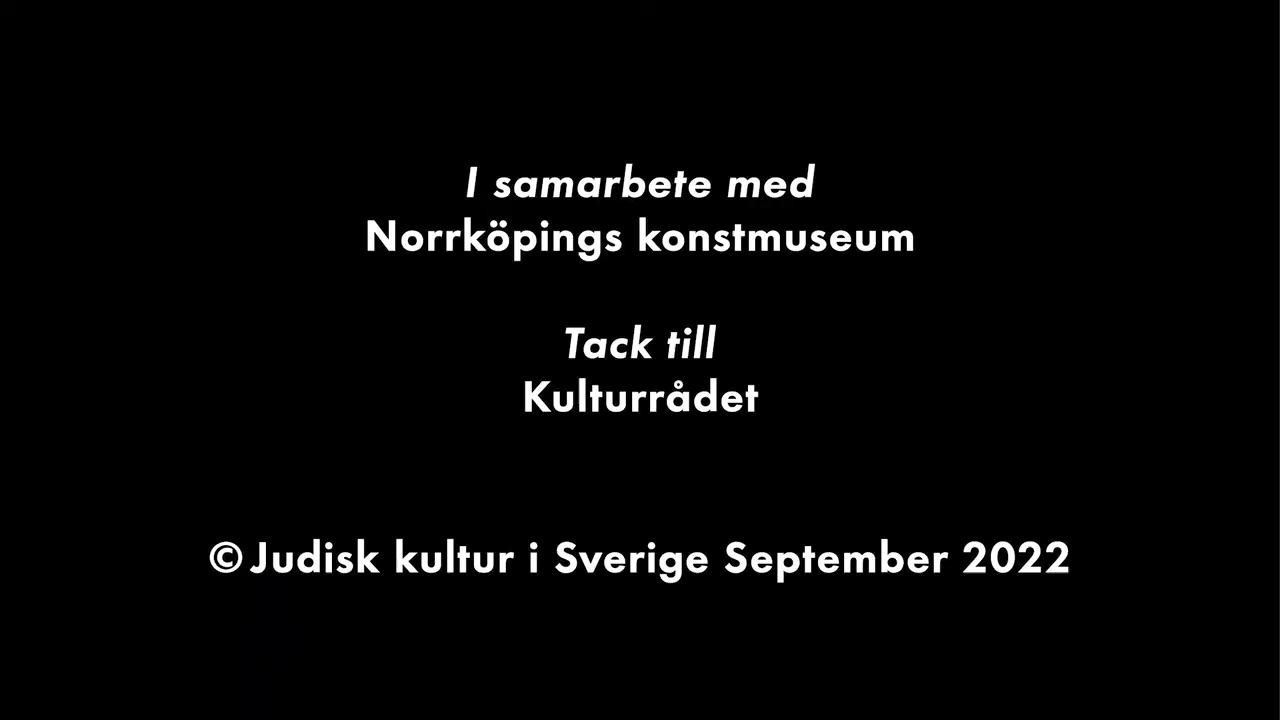 I samarbete med
Norrköpings konstmuseum
Tack till
Kulturrådet
© Judisk kultur i Sverige September 2022